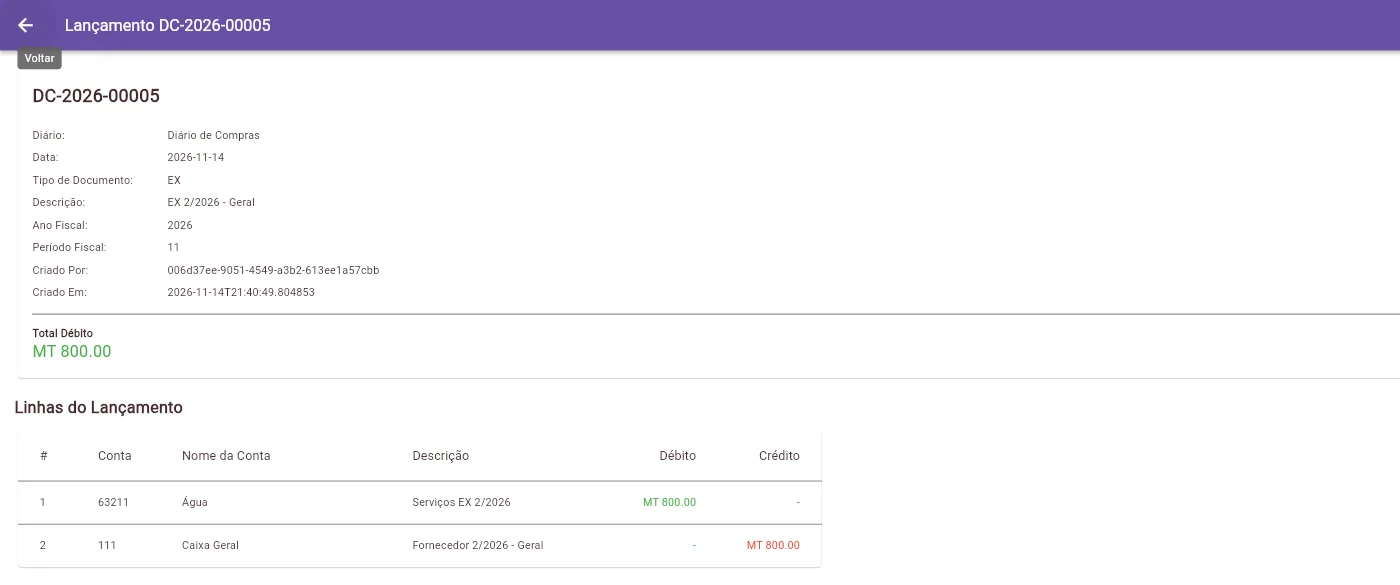 Lançamento DC-2026-00005
Voltar
DC-2026-00005
Diário: Diário de Compras
Data: 2026-11-14
Tipo de Documento: EX
Descrição: EX 2/2026 - Geral
Ano Fiscal: 2026
Período Fiscal: 11
Criado Por: 006d37ee-9051-4549-a3b2-613ee1a57cbb
Criado Em: 2026-11-14T21:40:49.804853
Total Débito
MT 800.00
Linhas do Lançamento
# Conta Nome da Conta Descrição Débito Crédito
1 63211 Água Serviços EX 2/2026 MT 800.00 -
2 111 Caixa Geral Fornecedor 2/2026 - Geral - MT 800.00